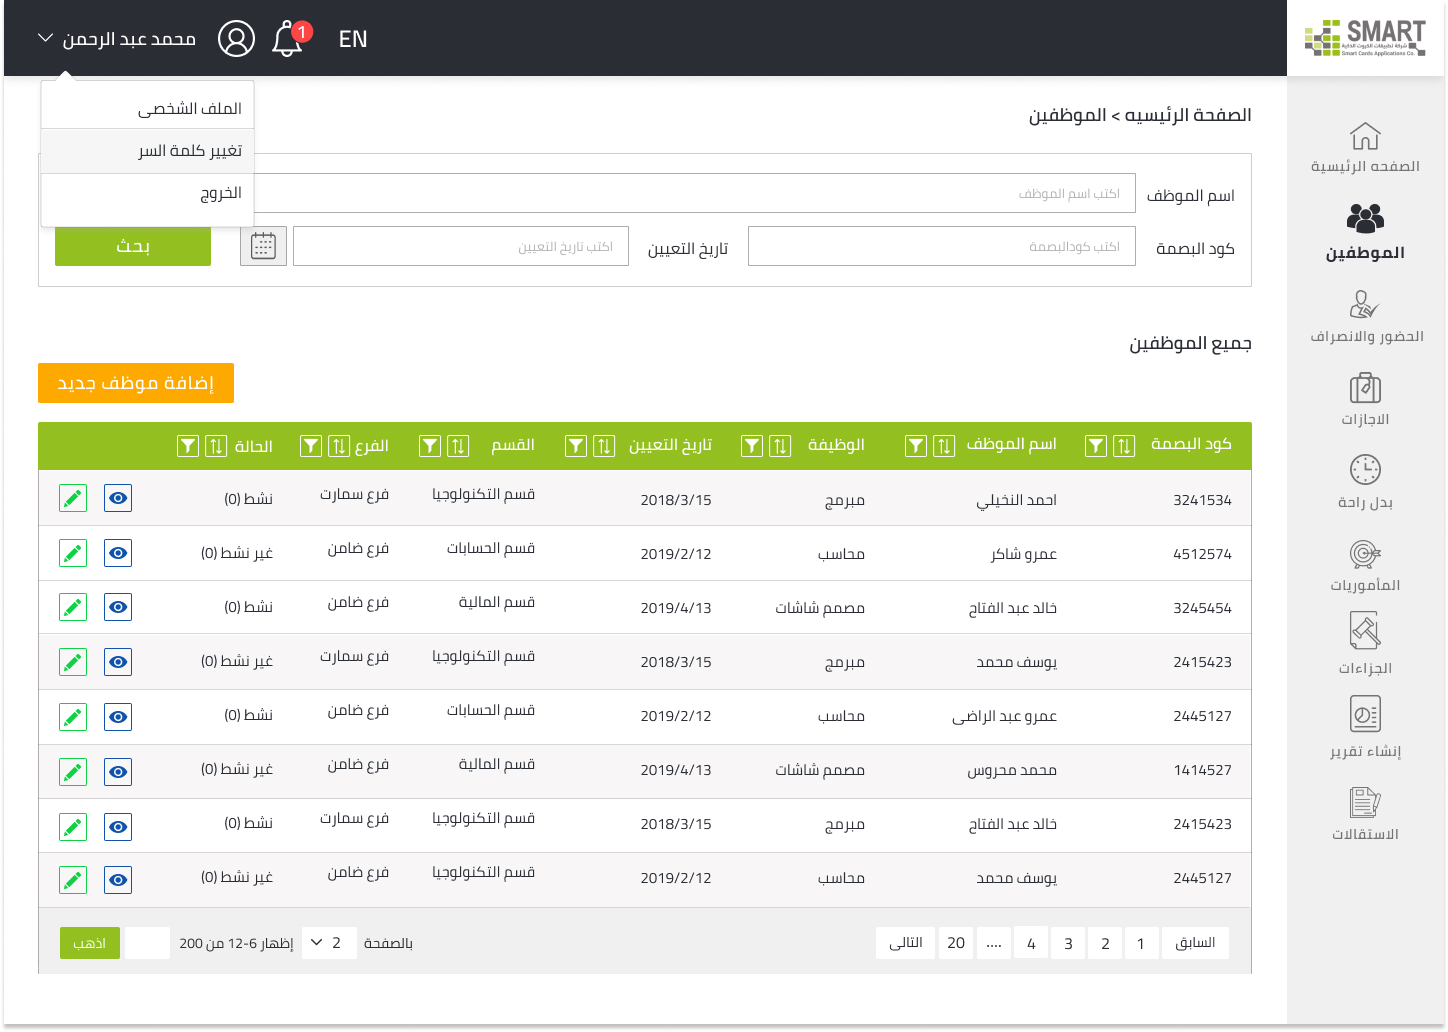 SMART
شركة تطبيقات الكروت الذكية
Smart Cards Applications Co.
EN
1
محمد عبد الرحمن
الملف الشخصى
تغيير كلمة السر
الخروج
الصفحه الرئيسية
الموظفين
الحضور والانصراف
الاجازات
بدل راحة
المأموريات
الجزاءات
إنشاء تقرير
الاستقالات
الصفحة الرئيسيه > الموظفين
اسم الموظف
اكتب اسم الموظف
كود البصمة
اكتب كودالبصمة
تاريخ التعيين
اكتب تاريخ التعيين
بحث
جميع الموظفين
إضافة موظف جديد
كود البصمة اسم الموظف الوظيفة تاريخ التعيين القسم الفرع الحالة
3241534 احمد النخيلي مبرمج 2018/3/15 قسم التكنولوجيا فرع سمارت نشط (0)
4512574 عمرو شاكر محاسب 2019/2/12 قسم الحسابات فرع ضامن غير نشط (0)
3245454 خالد عبد الفتاح مصمم شاشات 2019/4/13 قسم المالية فرع ضامن نشط (0)
2415423 يوسف محمد مبرمج 2018/3/15 قسم التكنولوجيا فرع سمارت غير نشط (0)
2445127 عمرو عبد الراضى محاسب 2019/2/12 قسم الحسابات فرع ضامن نشط (0)
1414527 محمد محروس مصمم شاشات 2019/4/13 قسم المالية فرع ضامن غير نشط (0)
2415423 خالد عبد الفتاح مبرمج 2018/3/15 قسم التكنولوجيا فرع سمارت نشط (0)
2445127 يوسف محمد محاسب 2019/2/12 قسم التكنولوجيا فرع ضامن غير نشط (0)
السابق 1 2 3 4 .... 20 التالى
بالصفحة 2 إظهار 6-12 من 200 اذهب